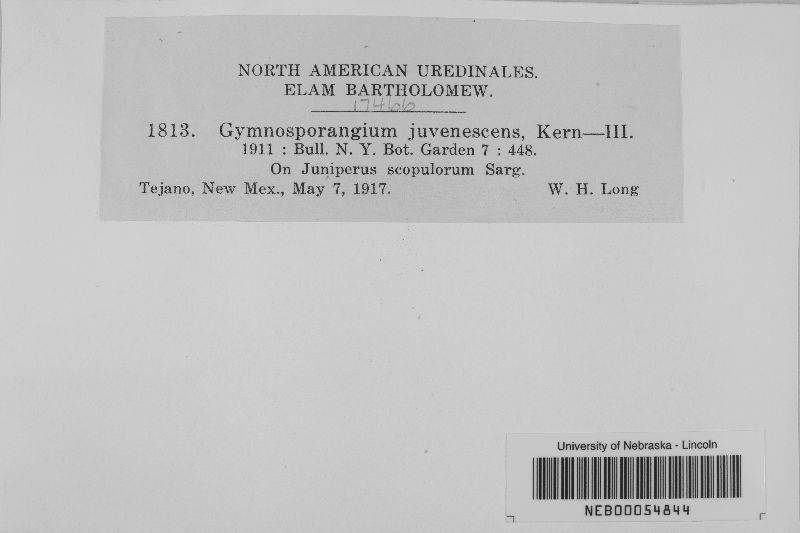 NORTH AMERICAN UREDINALES.
ELAM BARTHOLOMEW.
17466
1813. Gymnosporangium juvenescens, Kern—III.
1911 : Bull. N. Y. Bot. Garden 7 : 448.
On Juniperus scopulorum Sarg.
Tejano, New Mex., May 7, 1917. W. H. Long
University of Nebraska - Lincoln
NEB00054844